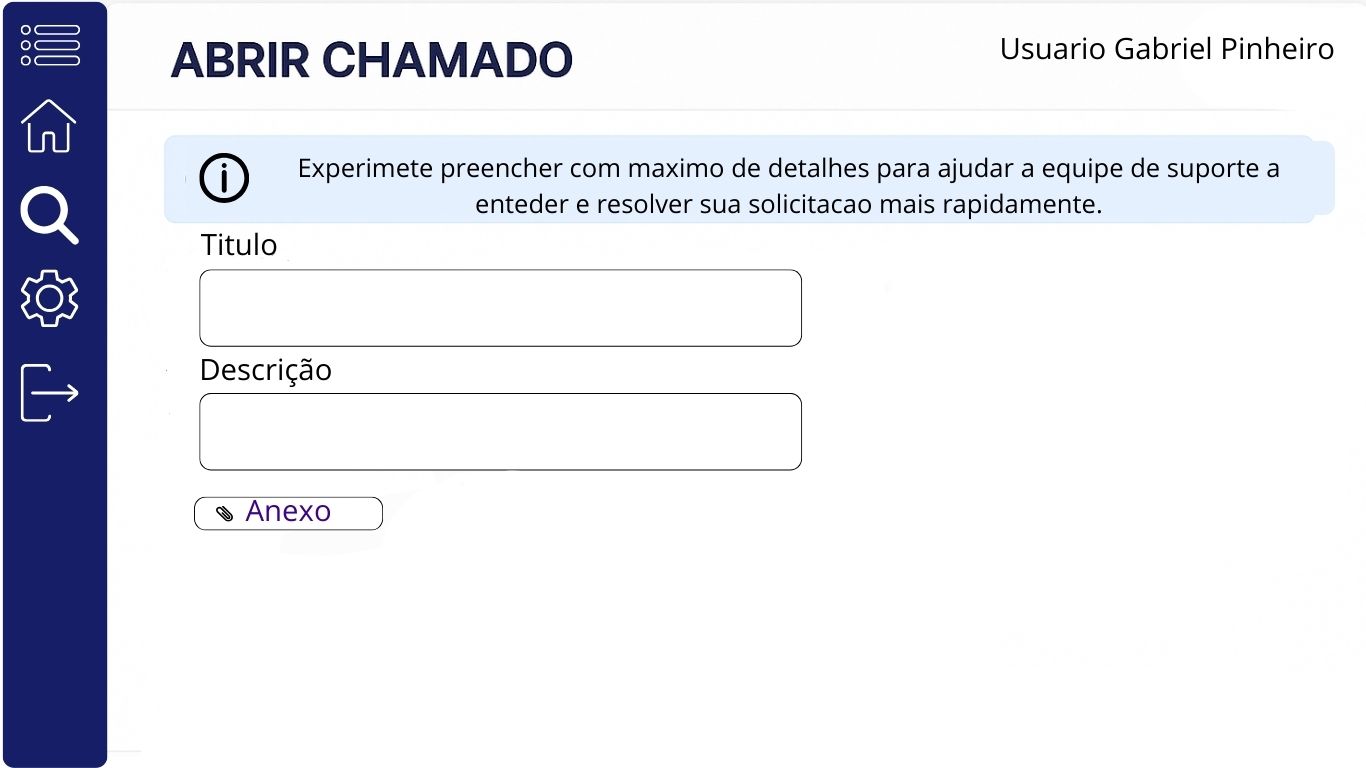 ABRIR CHAMADO
Usuario Gabriel Pinheiro
Experimete preencher com maximo de detalhes para ajudar a equipe de suporte a
enteder e resolver sua solicitacao mais rapidamente.
Titulo
Descrição
Anexo